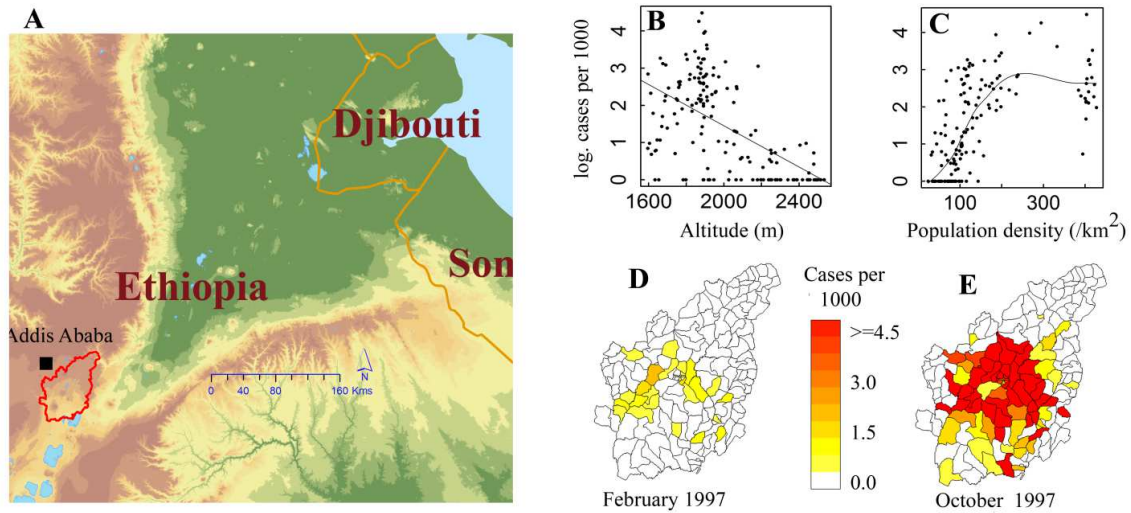 A
Djibouti
Som
Ethiopia
Addis Ababa
N
0 40 80 160 Kms
B
log. cases per 1000
4
3
2
1
0
1600 2000 2400
Altitude (m)
C
4
3
2
1
0
100 300
Population density (/km2)
D
February 1997
Cases per
1000
>=4.5
3.0
1.5
0.0
E
October 1997